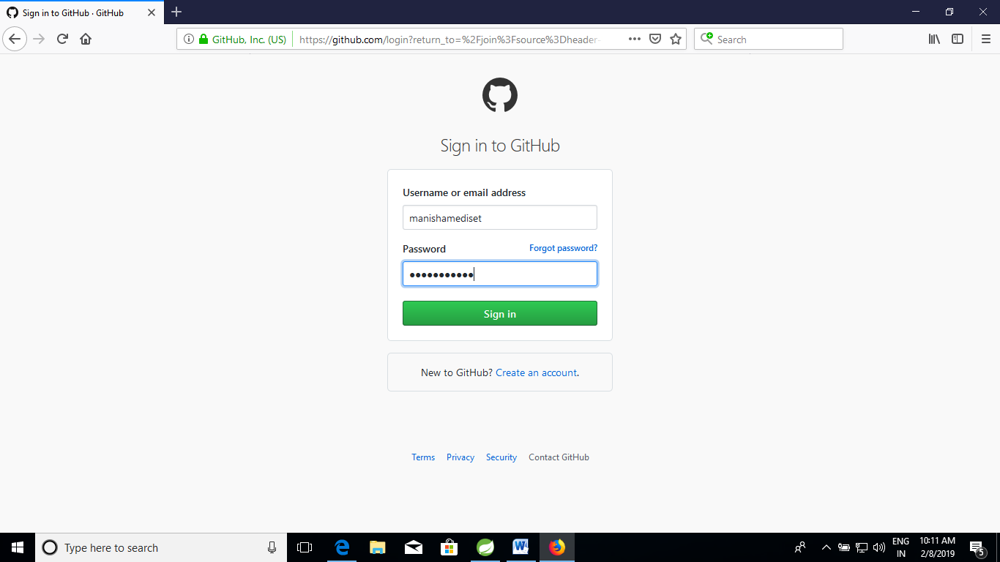 Sign in to GitHub · GitHub
GitHub, Inc. (US) https://github.com/login?return_to=%2Fjoin%3Fsource%3Dheader- Search
Sign in to GitHub
Username or email address
manishamediset
Password Forgot password?
●●●●●●●●●●●
Sign in
New to GitHub? Create an account.
Terms Privacy Security Contact GitHub
Type here to search
ENG
IN
10:11 AM
2/8/2019
5